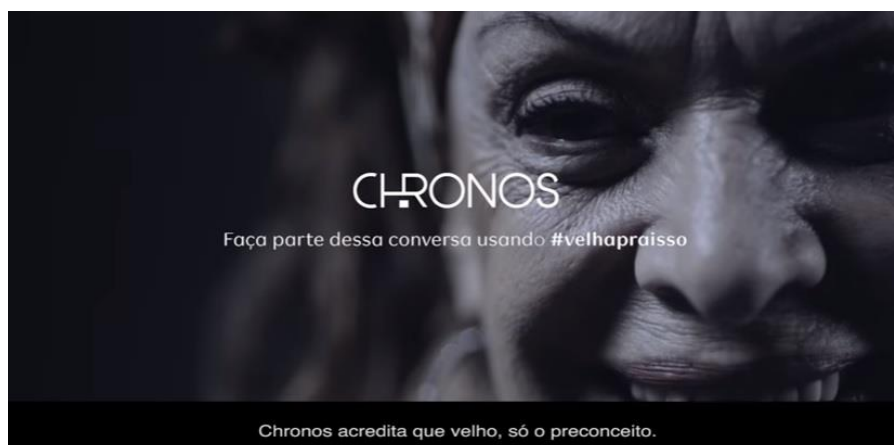 CHRONOS
Faça parte dessa conversa usando #velhapraisso
Chronos acredita que velho, só o preconceito.